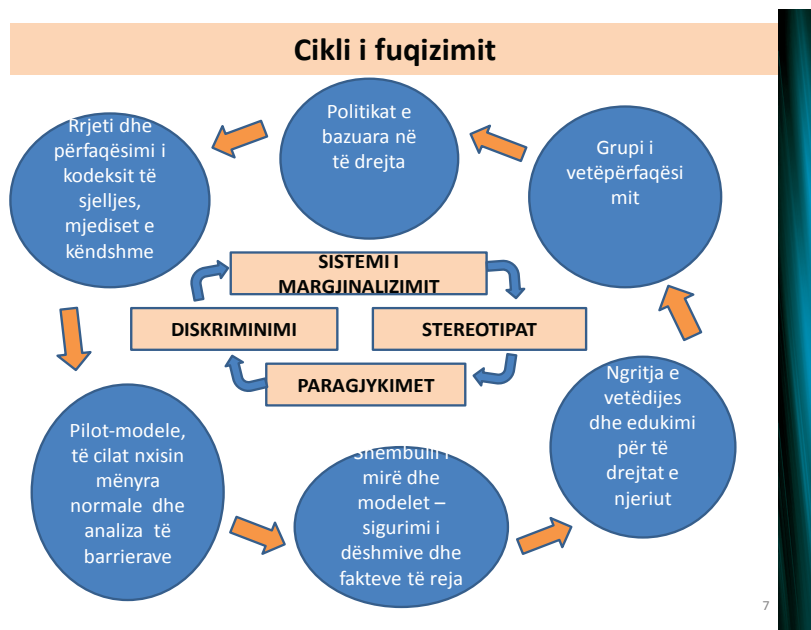 Cikli i fuqizimit
Politikat e
bazuara në
të drejta
Rrjeti dhe
përfaqësimi i
kodeksit të
sjelljes,
mjediset e
këndshme
Grupi i
vetëpërfaqësi
mit
SISTEMI I
MARGJINALIZIMIT
DISKRIMINIMI
STEREOTIPAT
PARAGJYKIMET
Pilot-modele,
të cilat nxisin
mënyra
normale dhe
analiza të
barrierave
Shembulli i
mirë dhe
modelet –
sigurimi i
dëshmive dhe
fakteve të reja
Ngritja e
vetëdijes
dhe edukimi
për të
drejtat e
njeriut
7